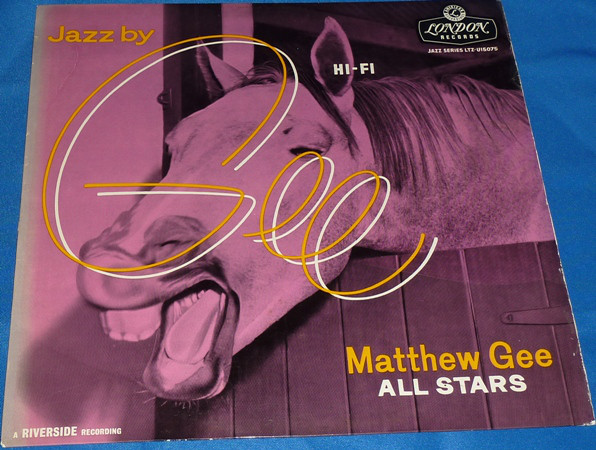 Jazz by
Gee
HI-FI
LONDON
RECORDS
JAZZ SERIES LTZ-U15075
Matthew Gee
ALL STARS
A RIVERSIDE RECORDING